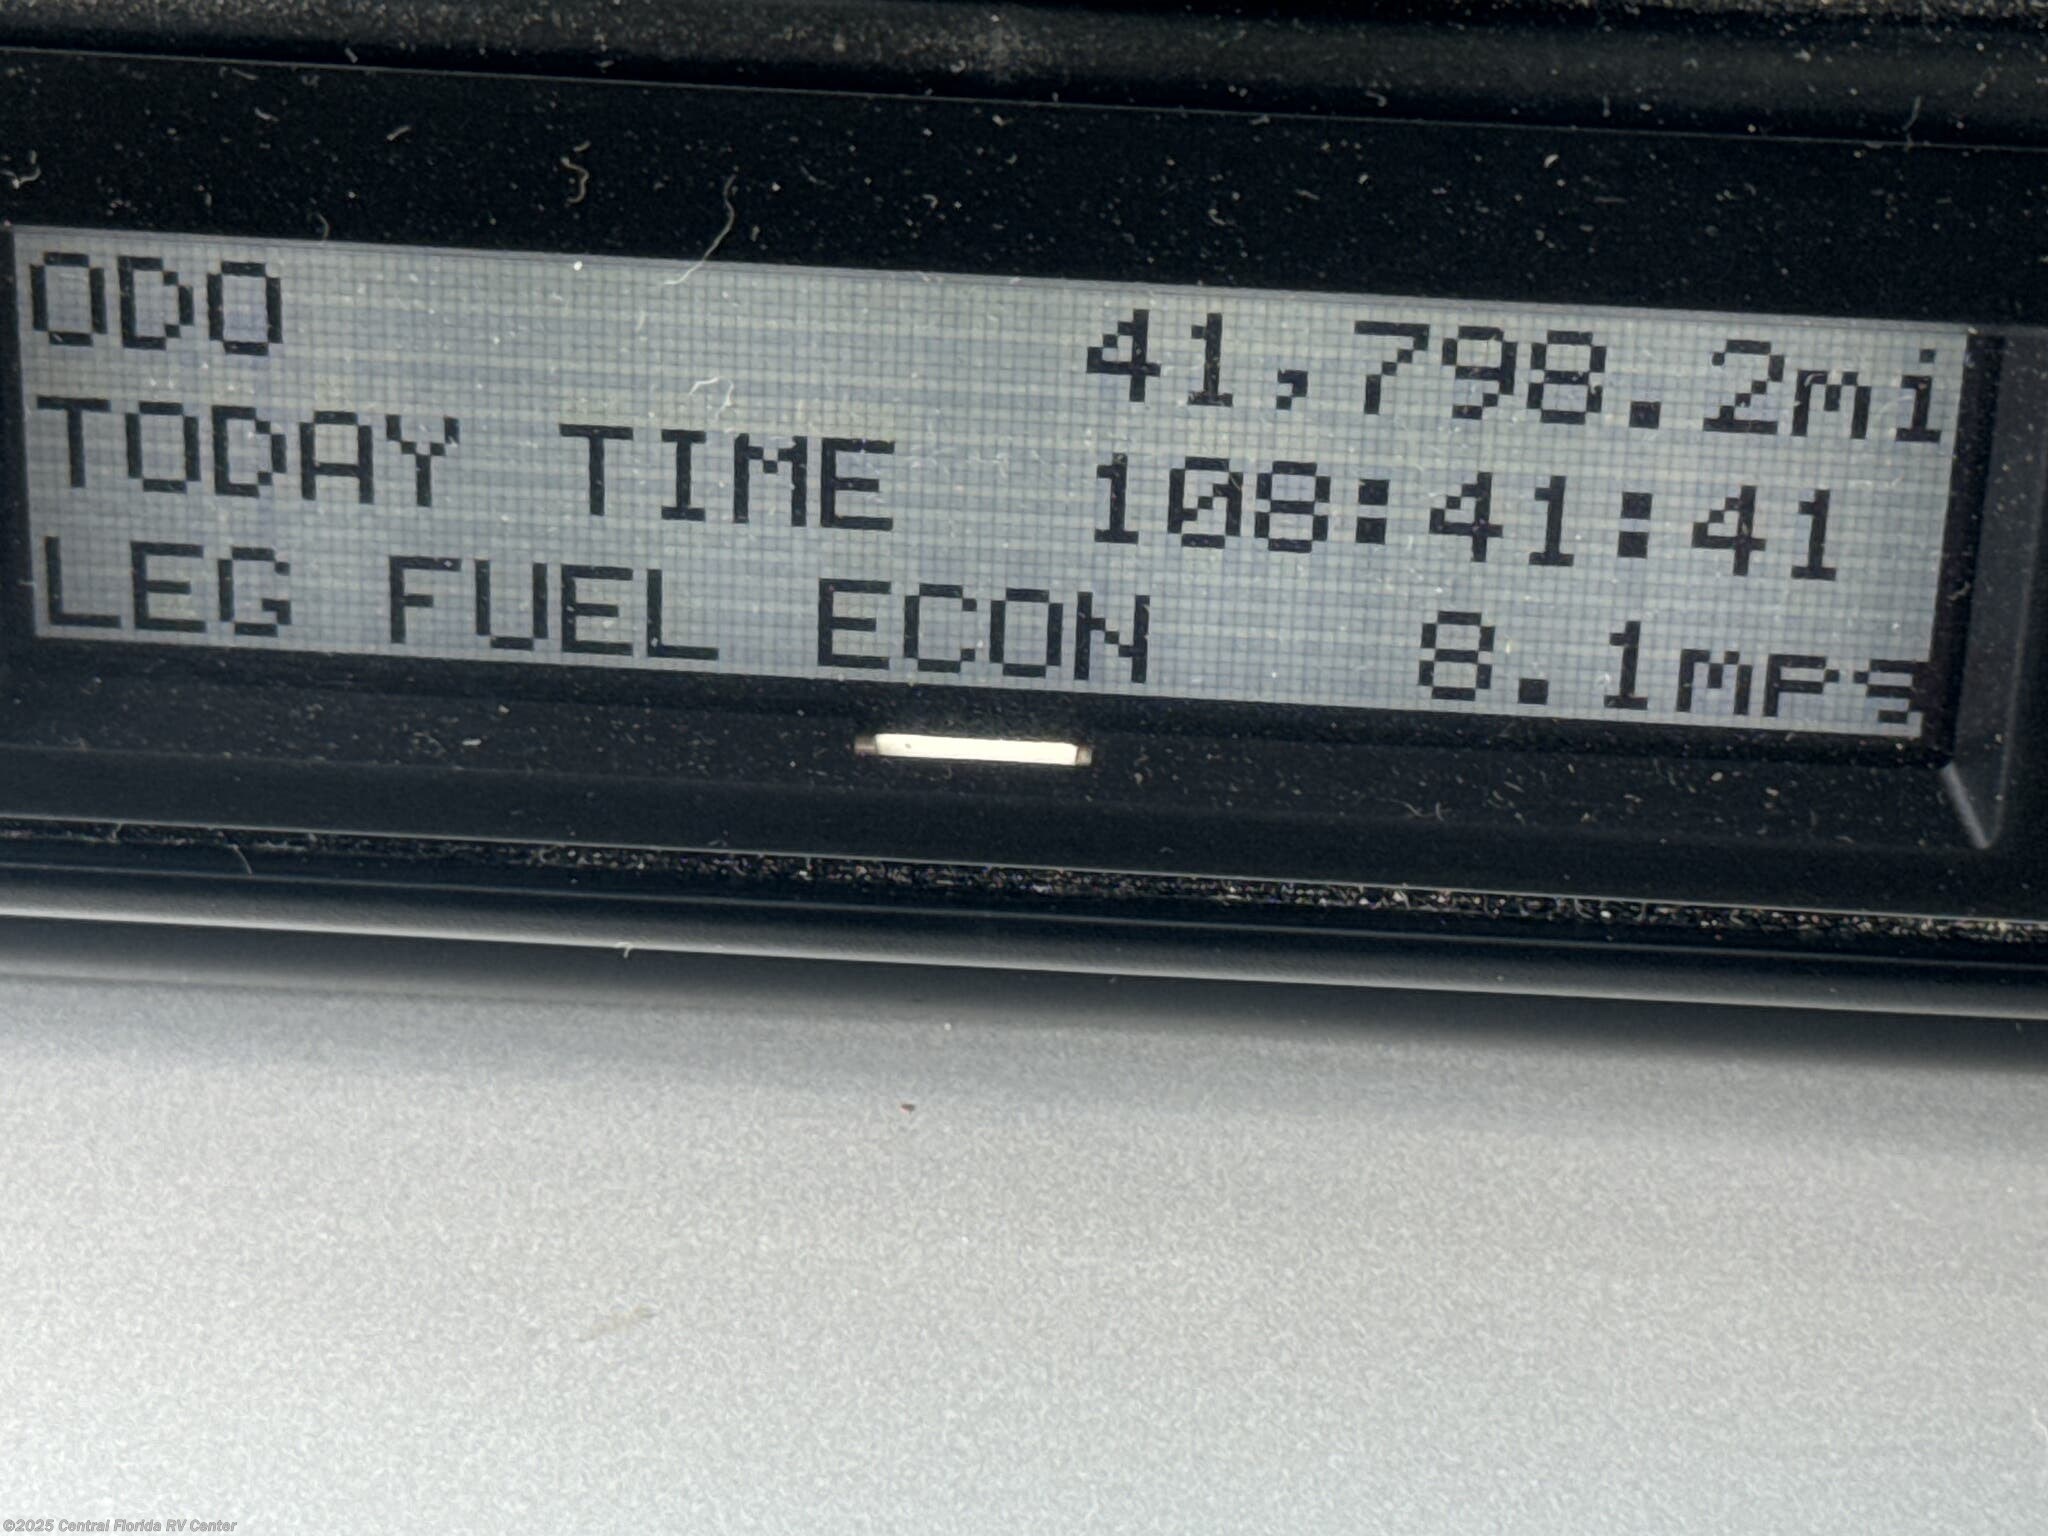 ODO 41,798.2mi
TODAY TIME 108:41:41
LEG FUEL ECON 8.1mpg
©2025 Central Florida RV Center